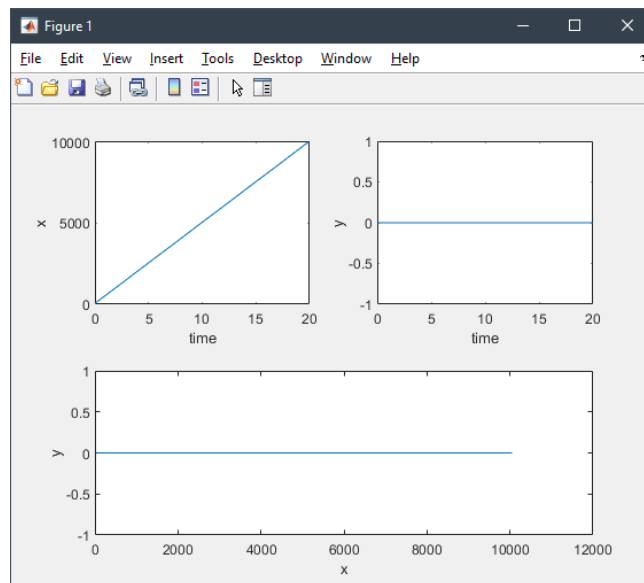 Figure 1
File Edit View Insert Tools Desktop Window Help
10000
5000
0
x
0 5 10 15 20
time
1
0.5
0
-0.5
-1
y
0 5 10 15 20
time
1
0.5
0
-0.5
-1
y
0 2000 4000 6000 8000 10000 12000
x